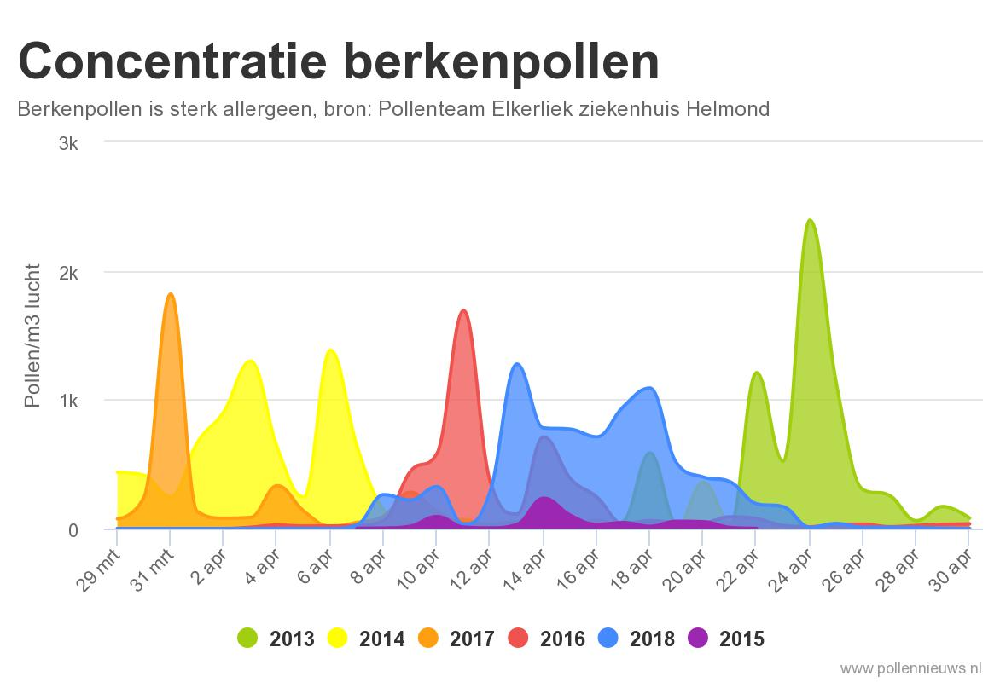 Concentratie berkenpollen
Berkenpollen is sterk allergeen, bron: Pollenteam Elkerliek ziekenhuis Helmond
3k
2k
1k
0
Pollen/m3 lucht
29 mrt
31 mrt
2 apr
4 apr
6 apr
8 apr
10 apr
12 apr
14 apr
16 apr
18 apr
20 apr
22 apr
24 apr
26 apr
28 apr
30 apr
2013 2014 2017 2016 2018 2015
www.pollennieuws.nl